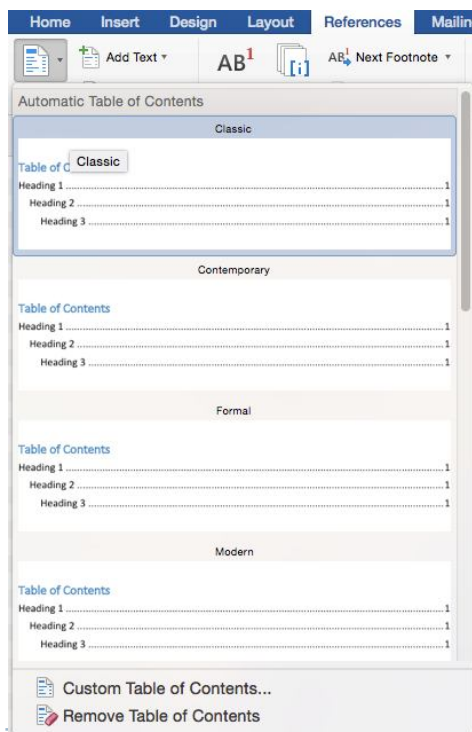 Home Insert Design Layout References Mailin
Add Text AB1 [i] AB1 Next Footnote
Automatic Table of Contents
Classic
Table of C Classic
Heading 1 ........ 1
Heading 2 ........ 1
Heading 3 ........ 1
Contemporary
Table of Contents
Heading 1 ........ 1
Heading 2 ........ 1
Heading 3 ........ 1
Formal
Table of Contents
Heading 1 ........ 1
Heading 2 ........ 1
Heading 3 ........ 1
Modern
Table of Contents
Heading 1 ........ 1
Heading 2 ........ 1
Heading 3 ........ 1
Custom Table of Contents...
Remove Table of Contents